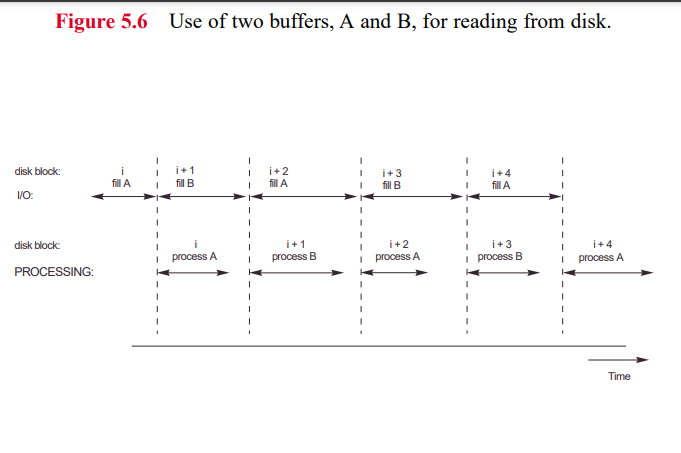 Figure 5.6 Use of two buffers, A and B, for reading from disk.
disk block: i i + 1 i + 2 i + 3 i + 4
fill A fill B fill A fill B fill A
I/O:
disk block: i i + 1 i + 2 i + 3 i + 4
process A process B process A process B process A
PROCESSING:
Time